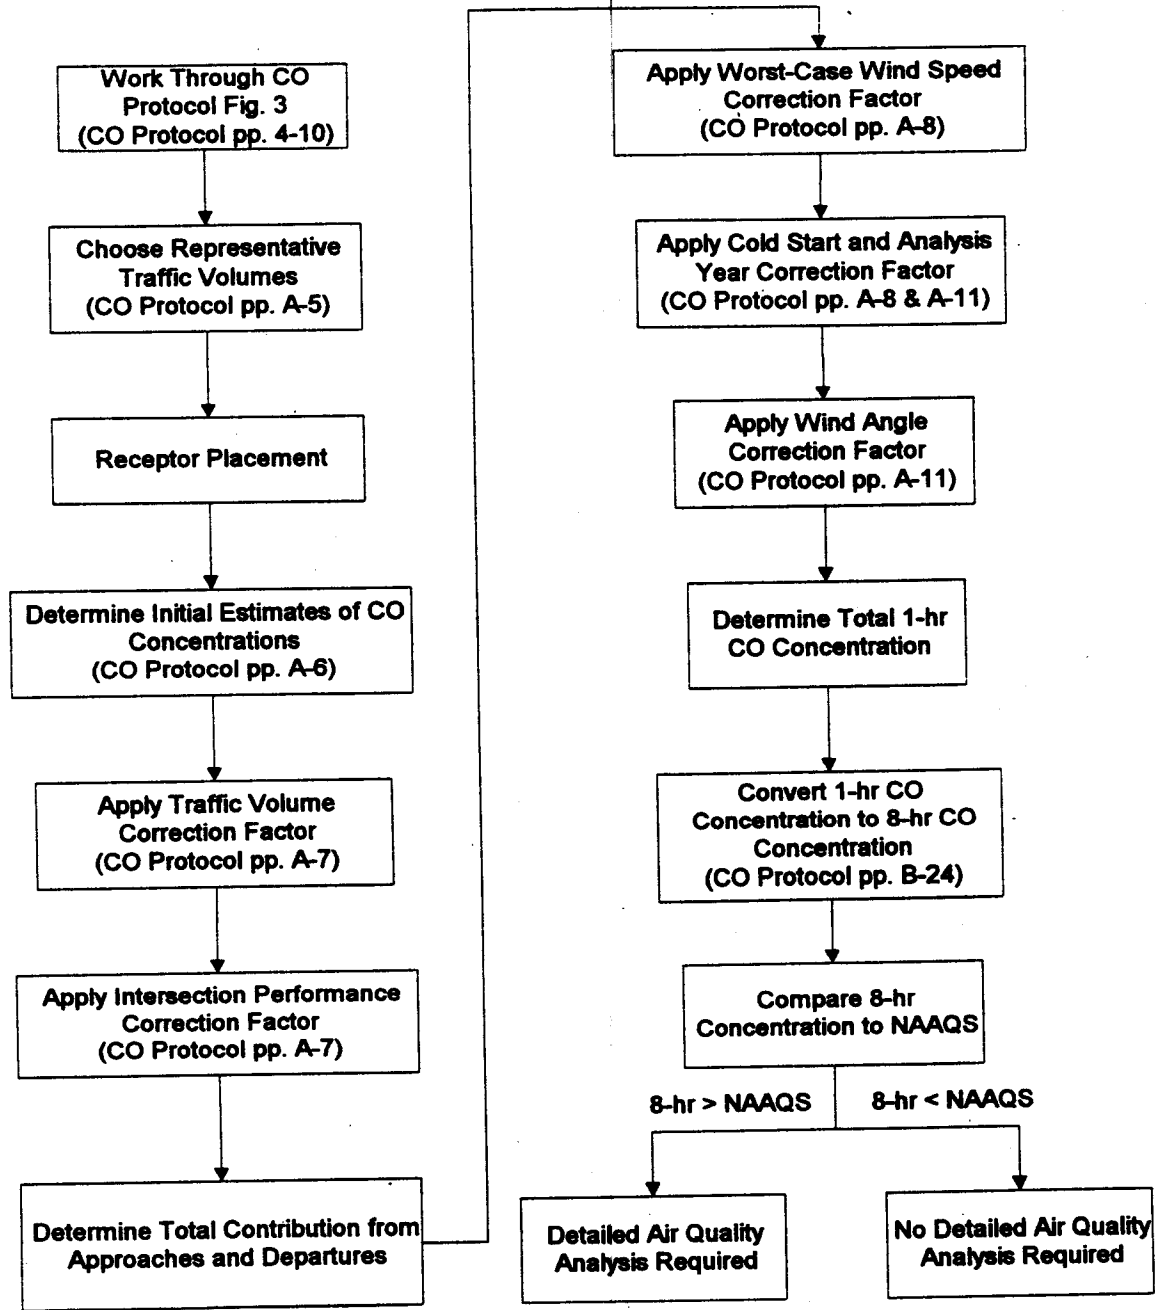 Work Through CO
Protocol Fig. 3
(CO Protocol pp. 4-10)
Choose Representative
Traffic Volumes
(CO Protocol pp. A-5)
Receptor Placement
Determine Initial Estimates of CO
Concentrations
(CO Protocol pp. A-6)
Apply Traffic Volume
Correction Factor
(CO Protocol pp. A-7)
Apply Intersection Performance
Correction Factor
(CO Protocol pp. A-7)
Determine Total Contribution from
Approaches and Departures
Apply Worst-Case Wind Speed
Correction Factor
(CO Protocol pp. A-8)
Apply Cold Start and Analysis
Year Correction Factor
(CO Protocol pp. A-8 & A-11)
Apply Wind Angle
Correction Factor
(CO Protocol pp. A-11)
Determine Total 1-hr
CO Concentration
Convert 1-hr CO
Concentration to 8-hr CO
Concentration
(CO Protocol pp. B-24)
Compare 8-hr
Concentration to NAAQS
8-hr > NAAQS
8-hr < NAAQS
Detailed Air Quality
Analysis Required
No Detailed Air Quality
Analysis Required